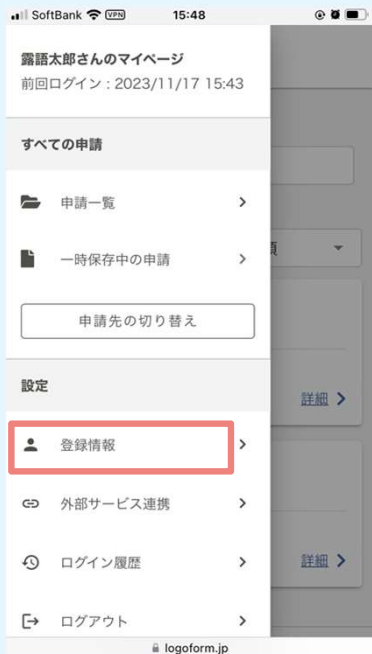 SoftBank VPN 15:48
露語太郎さんのマイページ
前回ログイン：2023/11/17 15:43
すべての申請
申請一覧
一時保存中の申請
申請先の切り替え
設定
詳細
登録情報
外部サービス連携
ログイン履歴
詳細
ログアウト
logoform.jp